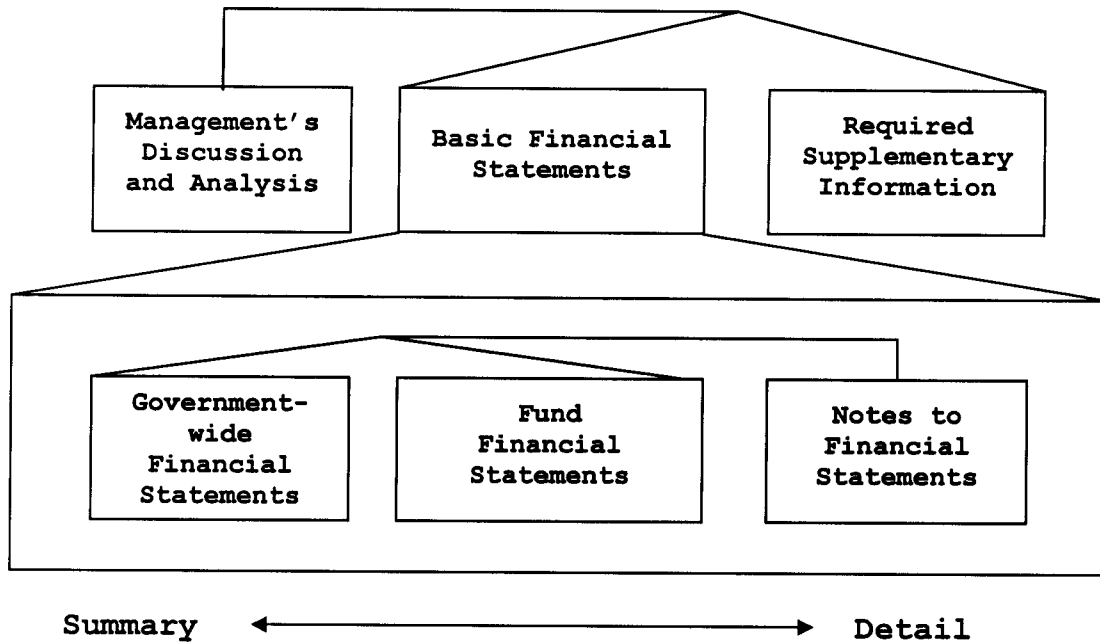 Management's
Discussion
and Analysis
Basic Financial
Statements
Required
Supplementary
Information
Government-
wide
Financial
Statements
Fund
Financial
Statements
Notes to
Financial
Statements
Summary
Detail